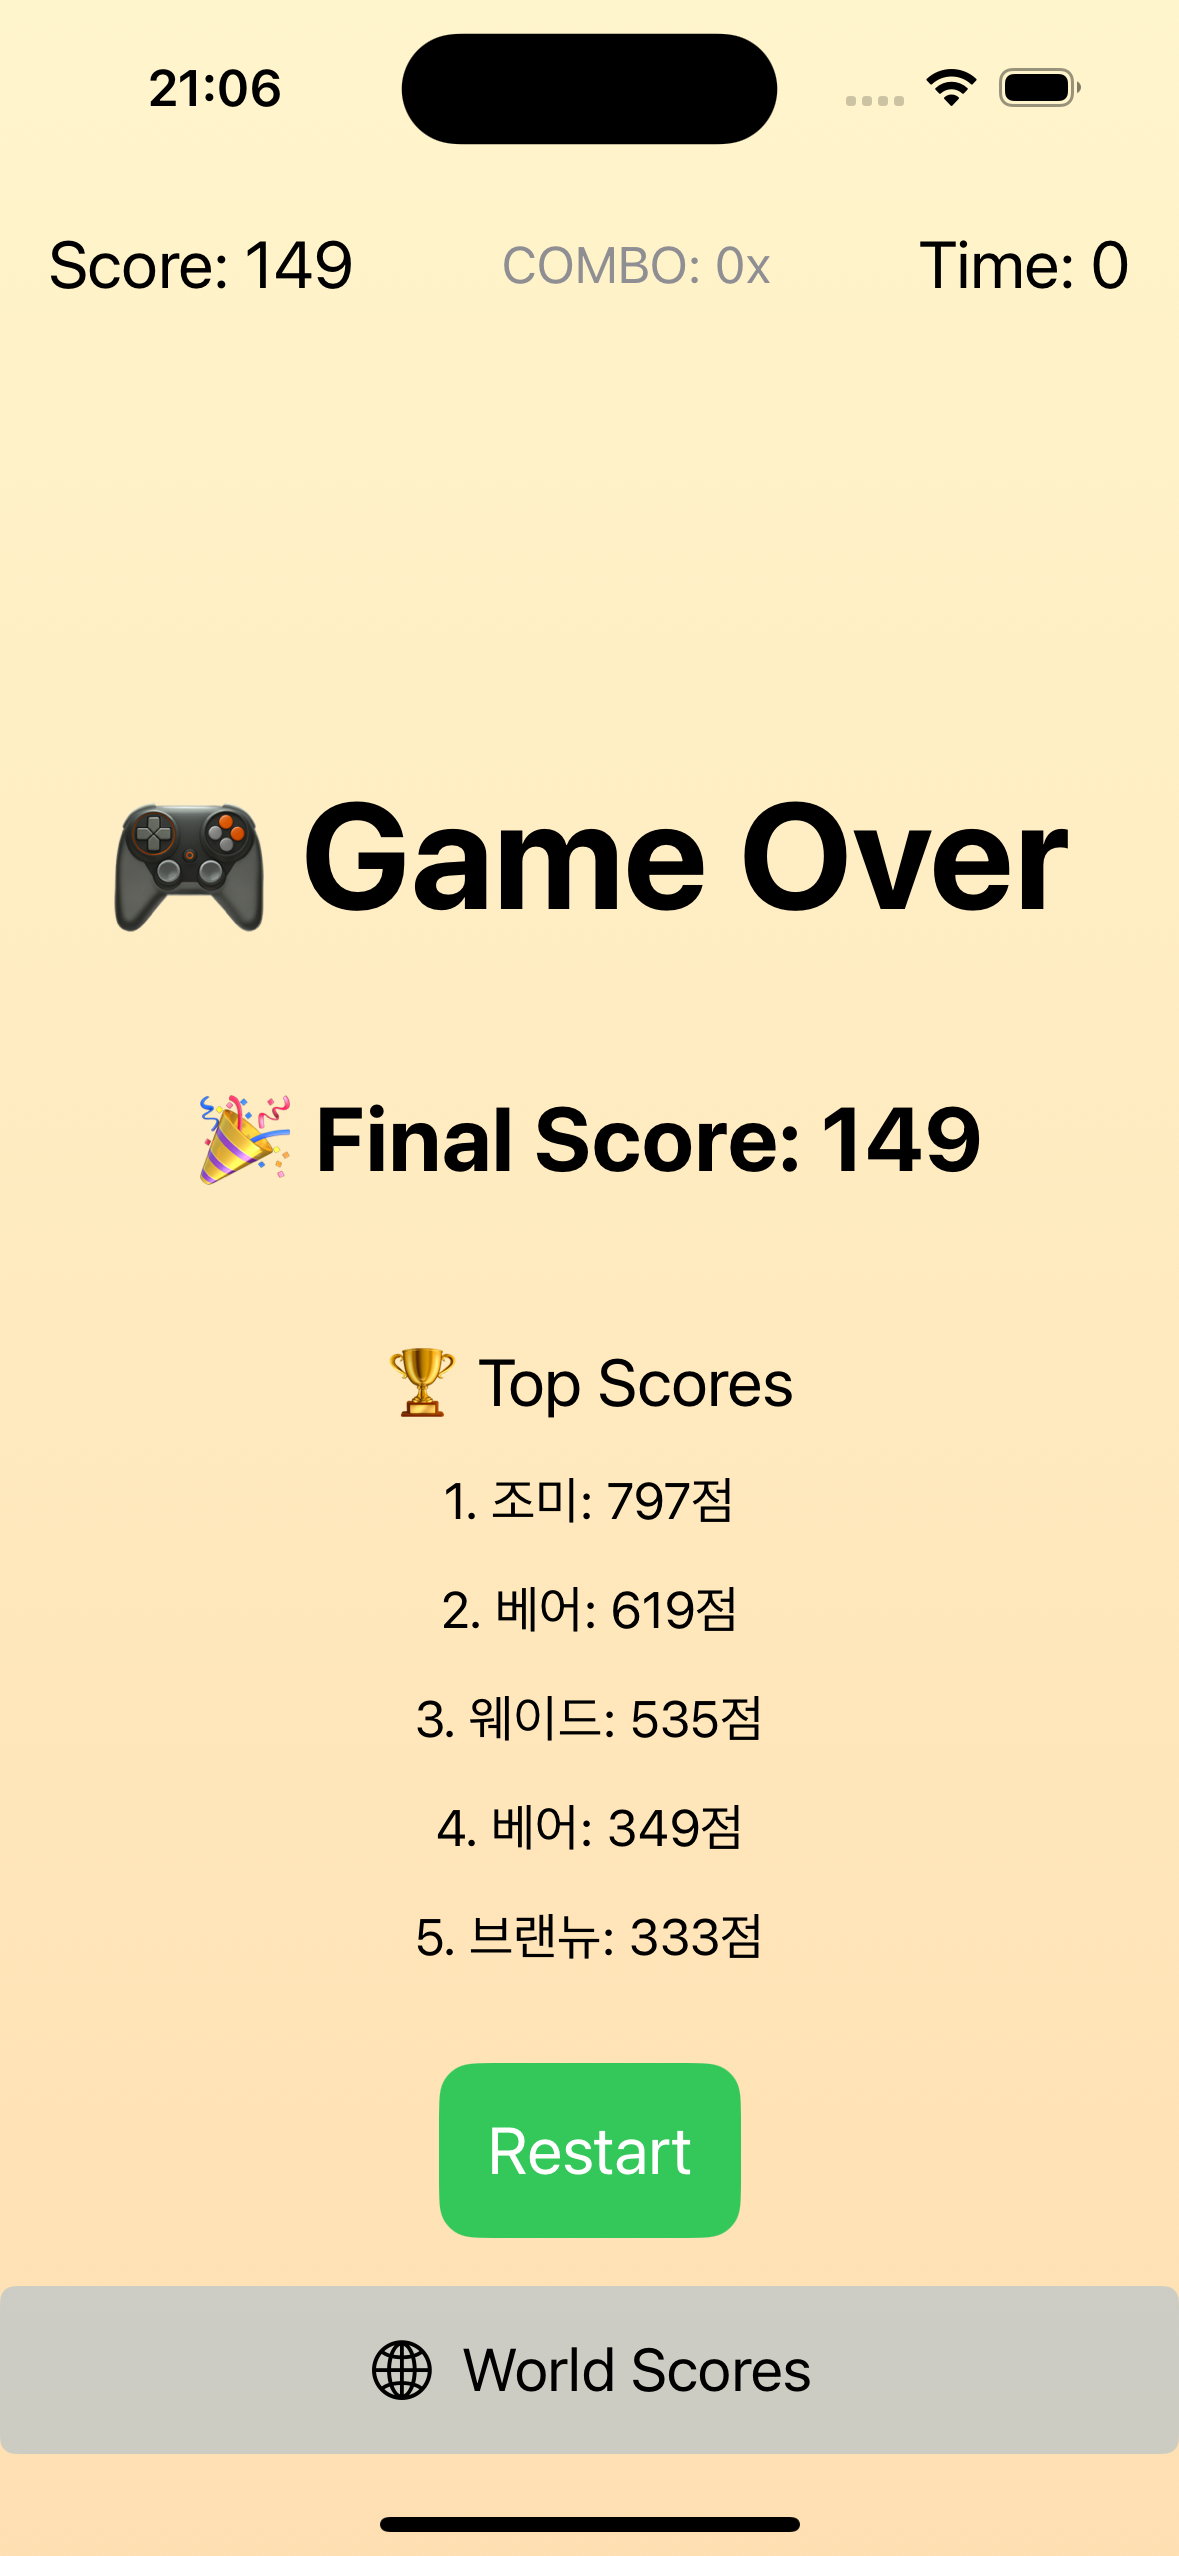 21:06
Score: 149 COMBO: 0x Time: 0
🎮 Game Over
🎉 Final Score: 149
🏆 Top Scores
1. 조미: 797점
2. 베어: 619점
3. 웨이드: 535점
4. 베어: 349점
5. 브랜뉴: 333점
Restart
World Scores